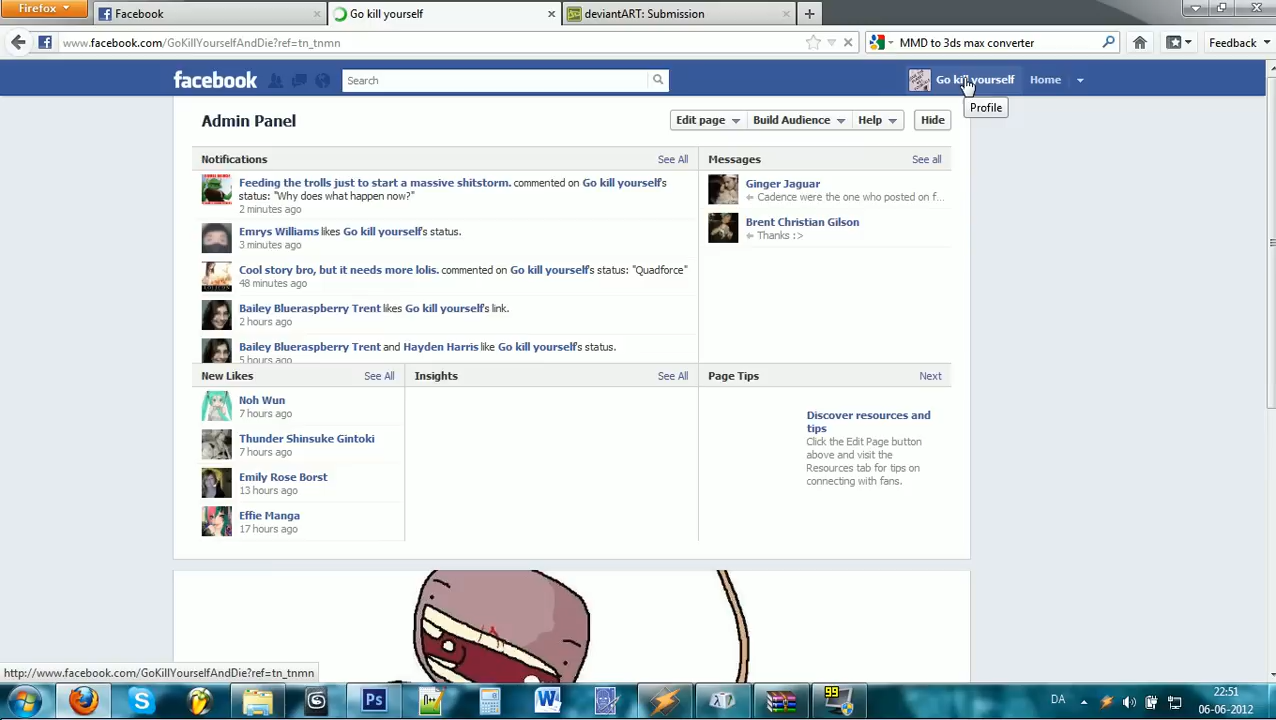 Firefox
Facebook
Go kill yourself
deviantART: Submission
www.facebook.com/GoKillYourselfAndDie?ref=tn_tnmn
MMD to 3ds max converter
Feedback
facebook
Search
Go kill yourself
Home
Profile
Admin Panel
Edit page
Build Audience
Help
Hide
Notifications
See All
Feeding the trolls just to start a massive shitstorm. commented on Go kill yourself's
status: "Why does what happen now?"
2 minutes ago
Emrys Williams likes Go kill yourself's status.
3 minutes ago
Cool story bro, but it needs more lolis. commented on Go kill yourself's status: "Quadforce"
48 minutes ago
Bailey Blueraspberry Trent likes Go kill yourself's link.
2 hours ago
Bailey Blueraspberry Trent and Hayden Harris like Go kill yourself's status.
5 hours ago
Messages
See all
Ginger Jaguar
Cadence were the one who posted on f...
Brent Christian Gilson
Thanks :>
New Likes
See All
Noh Wun
7 hours ago
Thunder Shinsuke Gintoki
7 hours ago
Emily Rose Borst
13 hours ago
Effie Manga
17 hours ago
Insights
See All
Page Tips
Next
Discover resources and
tips
Click the Edit Page button
above and visit the
Resources tab for tips on
connecting with fans.
http://www.facebook.com/GoKillYourselfAndDie?ref=tn_tnmn
Ps
99
DA
22:51
06-06-2012